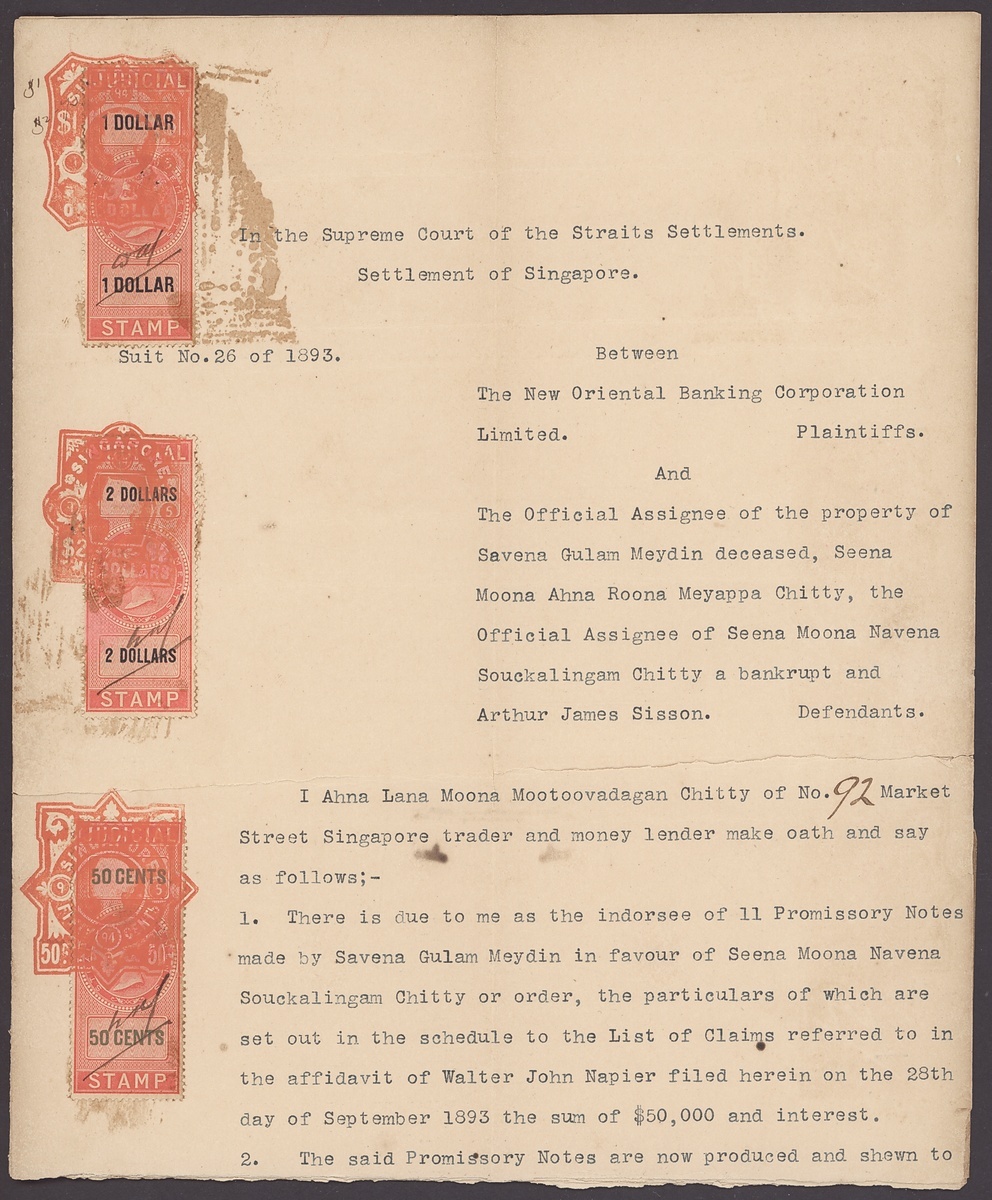 JUDICIAL
1 DOLLAR
1 DOLLAR
STAMP
In the Supreme Court of the Straits Settlements.
Settlement of Singapore.
Suit No.26 of 1893.
Between
The New Oriental Banking Corporation
Limited. Plaintiffs.
And
JUDICIAL
2 DOLLARS
$2
DOLLARS
2 DOLLARS
STAMP
The Official Assignee of the property of
Savena Gulam Meydin deceased, Seena
Moona Ahna Roona Meyappa Chitty, the
Official Assignee of Seena Moona Navena
Souckalingam Chitty a bankrupt and
Arthur James Sisson. Defendants.
JUDICIAL
SINGAPORE
50 CENTS
50 CENTS
STAMP
I Ahna Lana Moona Mootoovadagan Chitty of No. 92 Market
Street Singapore trader and money lender make oath and say
as follows;-
1. There is due to me as the indorsee of 11 Promissory Notes
made by Savena Gulam Meydin in favour of Seena Moona Navena
Souckalingam Chitty or order, the particulars of which are
set out in the schedule to the List of Claims referred to in
the affidavit of Walter John Napier filed herein on the 28th
day of September 1893 the sum of $50,000 and interest.
2. The said Promissory Notes are now produced and shewn to